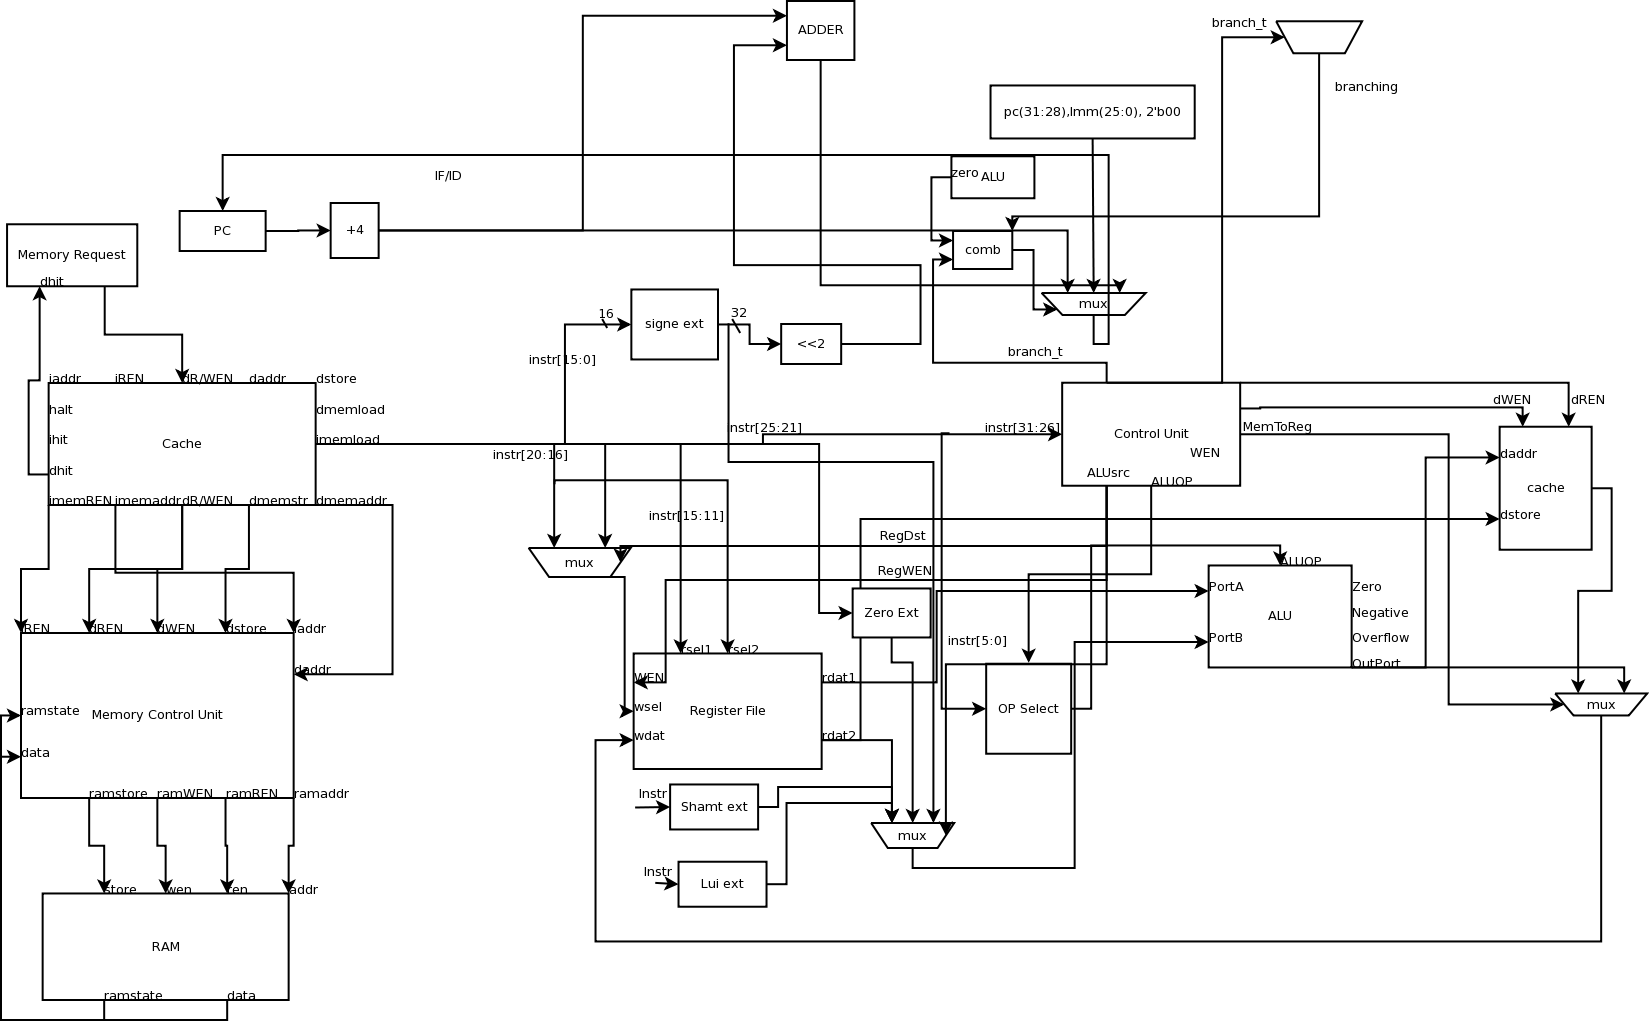 branch_t
ADDER
branching
pc(31:28),Imm(25:0), 2'b00
IF/ID
zero
ALU
PC
+4
comb
Memory Request
dhit
mux
16
signe ext
32
<<2
instr[15:0]
branch_t
iaddr
iREN
dR/WEN
daddr
dstore
halt
dmemload
ihit
Cache
imemload
dhit
imemREN
imemaddr
dR/WEN
dmemstr
dmemaddr
instr[20:16]
instr[25:21]
instr[31:26]
Control Unit
WEN
ALUsrc
ALUOP
MemToReg
dWEN
dREN
daddr
cache
dstore
instr[15:11]
RegDst
mux
RegWEN
Zero Ext
ALUOP
PortA
ALU
PortB
Zero
Negative
Overflow
OutPort
iREN
dREN
dWEN
dstore
iaddr
daddr
ramstate
Memory Control Unit
data
ramstore
ramWEN
ramREN
ramaddr
rsel1
rsel2
WEN
rdat1
wsel
Register File
wdat
rdat2
instr[5:0]
OP Select
mux
Instr
Shamt ext
mux
Instr
Lui ext
store
wen
ren
addr
RAM
ramstate
data